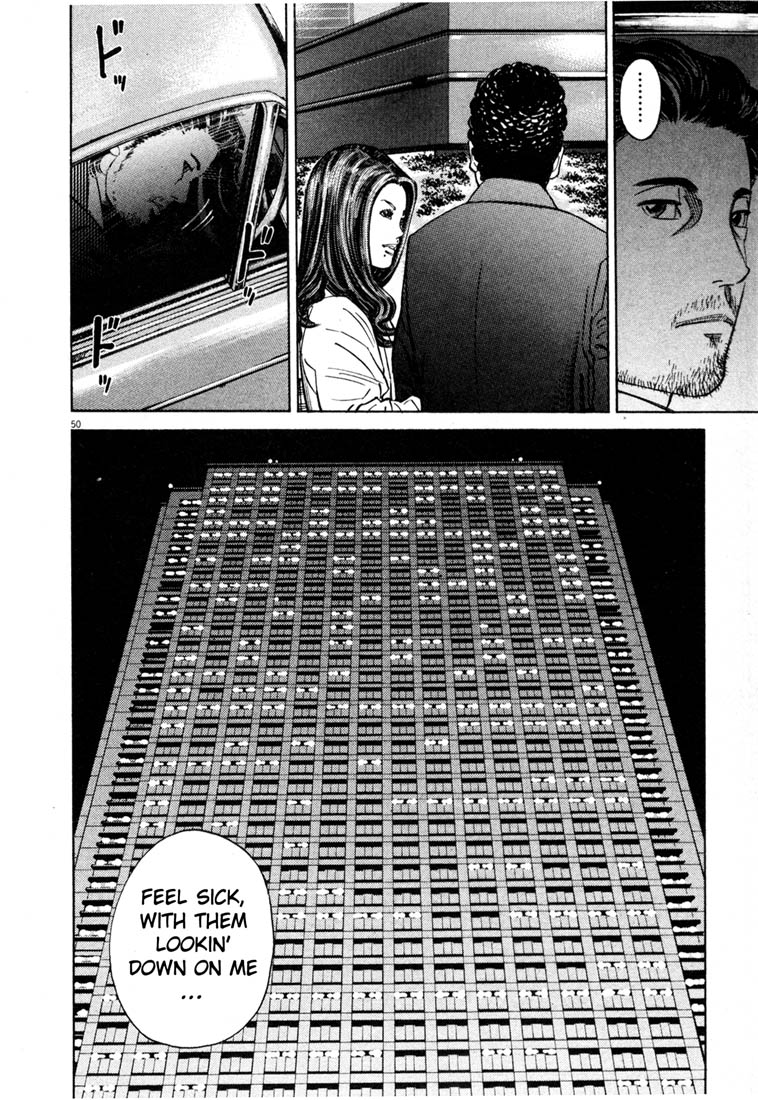 ………
ドッ
ドッ
ドッ
50
FEEL SICK,
WITH THEM
LOOKIN'
DOWN ON ME
...